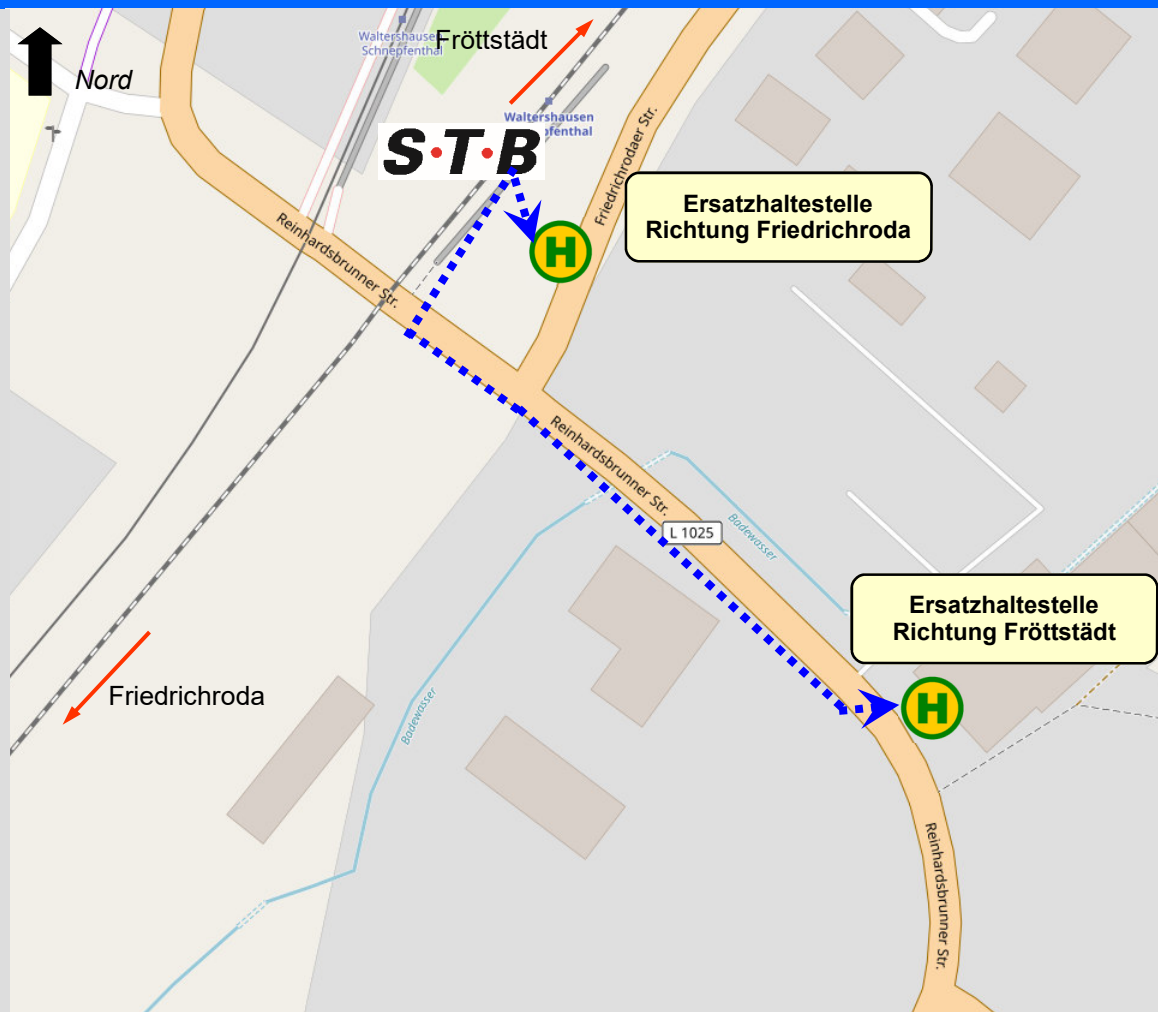 Nord
Waltershausen
Schnepfenthal
Fröttstädt
Waltershausen
S·T·B
Friedrichrodaer Str.
Ersatzhaltestelle
Richtung Friedrichroda
H
Reinhardsbrunner Str.
Reinhardsbrunner Str.
L 1025
Badewasser
Ersatzhaltestelle
Richtung Fröttstädt
H
Friedrichroda
Badewasser
Reinhardsbrunner Str.